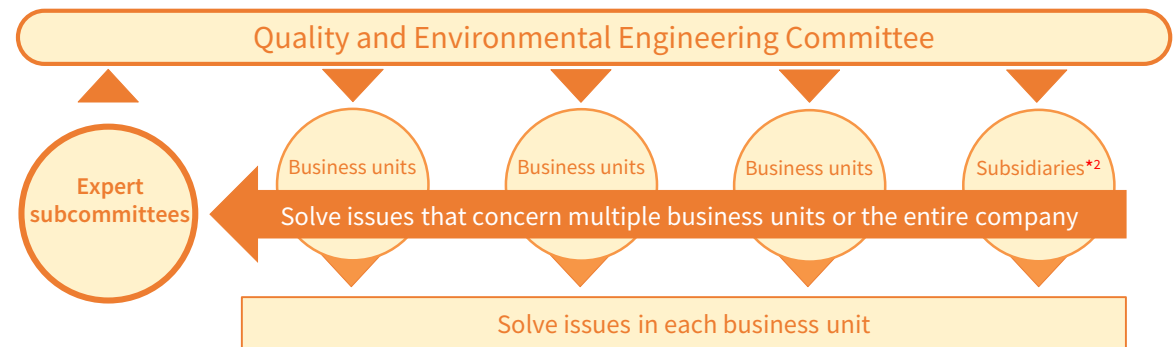 Quality and Environmental Engineering Committee
Business units
Business units
Business units
Subsidiaries*2
Expert
subcommittees
Solve issues that concern multiple business units or the entire company
Solve issues in each business unit